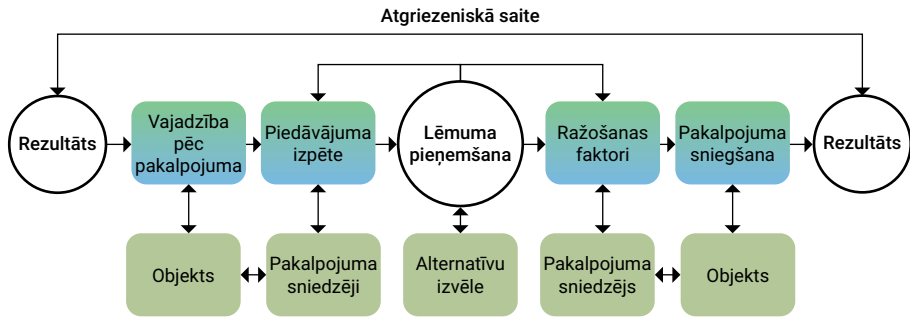 Atgriezeniskā saite
Rezultāts
Vajadzība
pēc
pakalpojuma
Piedāvājuma
izpēte
Lēmuma
pieņemšana
Ražošanas
faktori
Pakalpojuma
sniegšana
Rezultāts
Objekts
Pakalpojuma
sniedzēji
Alternatīvu
izvēle
Pakalpojuma
sniedzējs
Objekts